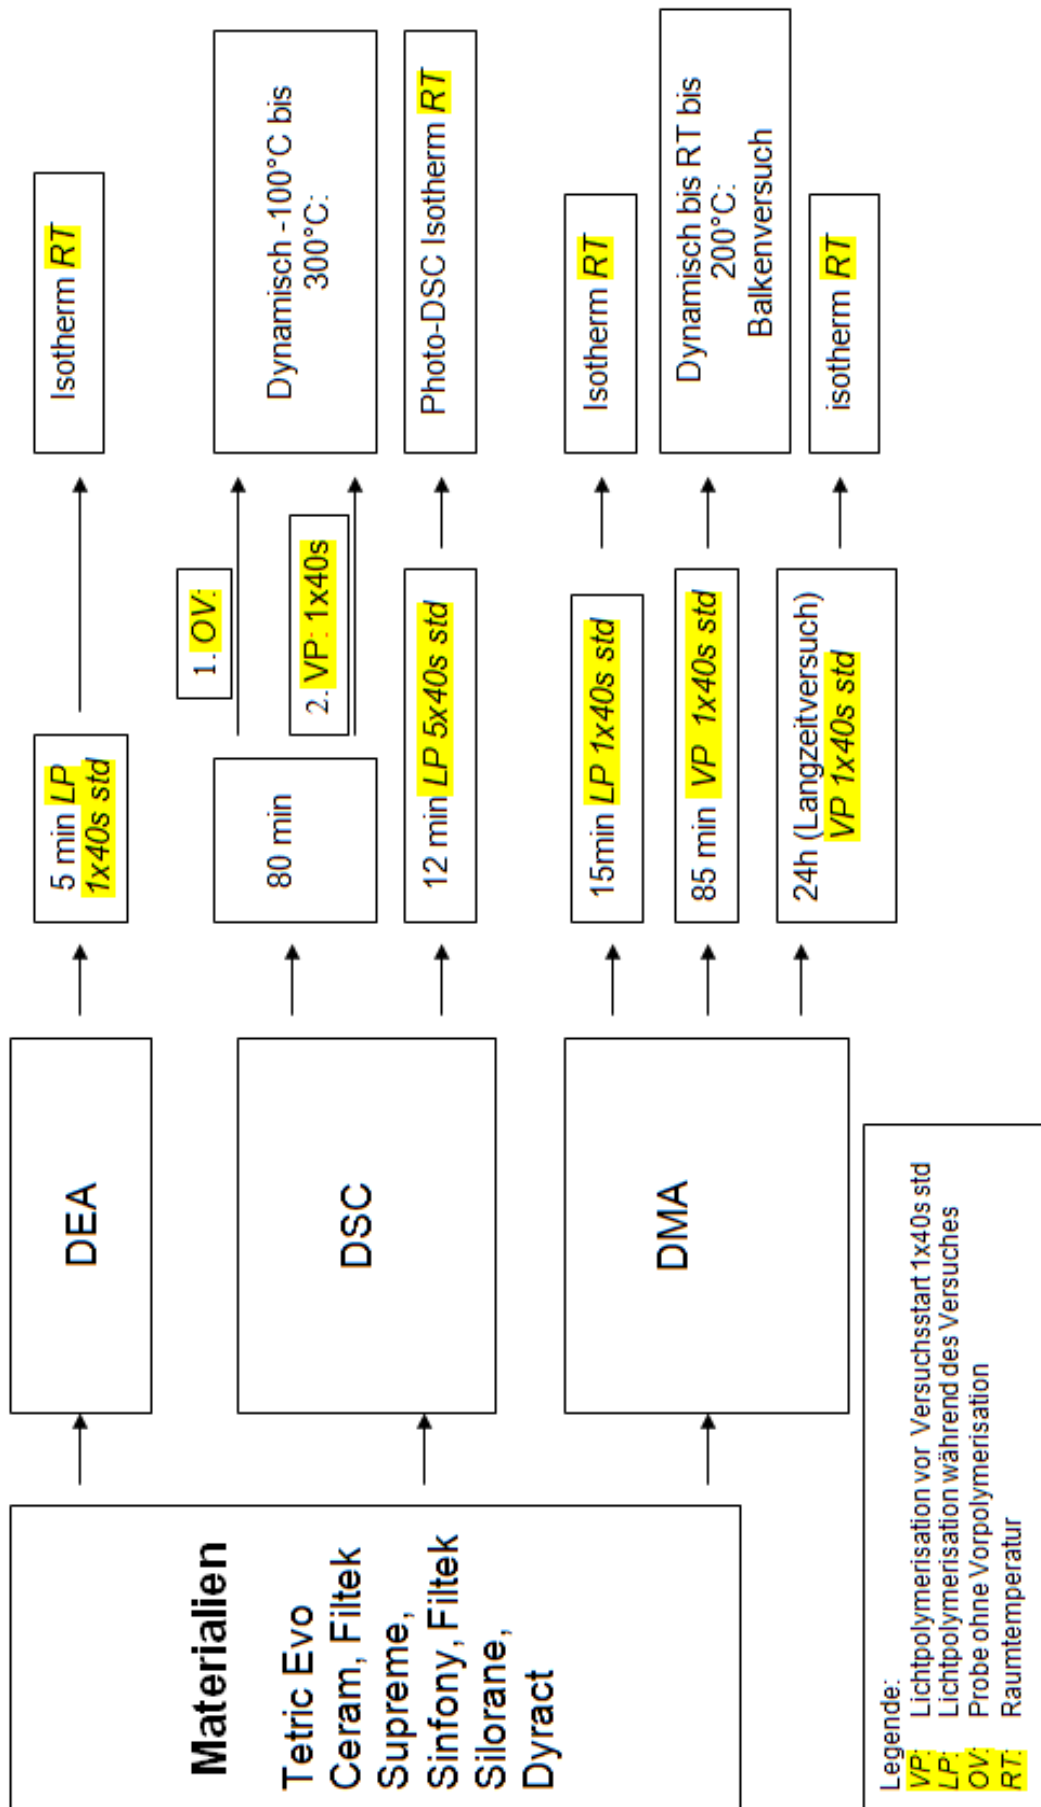 Materialien
Tetric Evo
Ceram, Filtek
Supreme,
Sinfony, Filtek
Silorane,
Dyract
DEA
5 min LP
1x40s std
Isotherm RT
DSC
80 min
1. OV:
2. VP: 1x40s
Dynamisch -100°C bis
300°C:
12 min LP 5x40s std
Photo-DSC Isotherm RT
DMA
15min LP 1x40s std
Isotherm RT
85 min VP 1x40s std
Dynamisch bis RT bis
200°C:
Balkenversuch
24h (Langzeitversuch)
VP 1x40s std
isotherm RT
Legende:
VP: Lichtpolymerisation vor Versuchsstart 1x40s std
LP: Lichtpolymerisation während des Versuches
OV: Probe ohne Vorpolymerisation
RT: Raumtemperatur